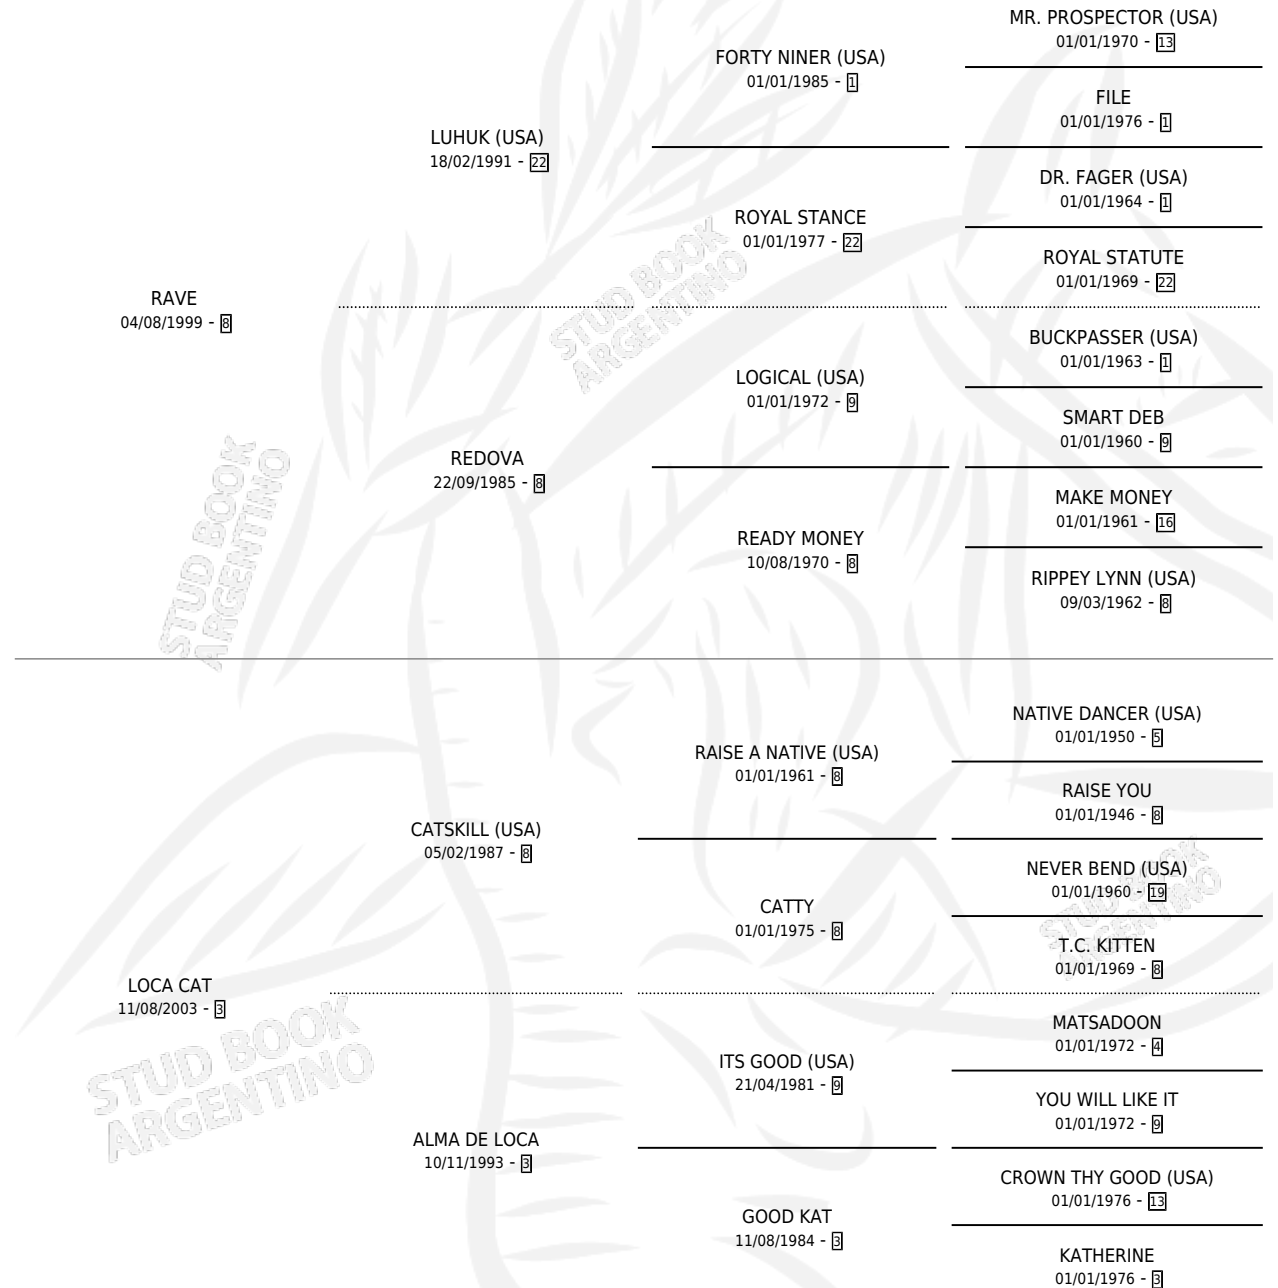 MR. PROSPECTOR (USA)
01/01/1970 - 13
FORTY NINER (USA)
01/01/1985 - 1
FILE
01/01/1976 - 1
LUHUK (USA)
18/02/1991 - 22
DR. FAGER (USA)
01/01/1964 - 1
ROYAL STANCE
01/01/1977 - 22
ROYAL STATUTE
01/01/1969 - 22
RAVE
04/08/1999 - 8
BUCKPASSER (USA)
01/01/1963 - 1
LOGICAL (USA)
01/01/1972 - 9
SMART DEB
01/01/1960 - 9
REDOVA
22/09/1985 - 8
MAKE MONEY
01/01/1961 - 16
READY MONEY
10/08/1970 - 8
RIPPEY LYNN (USA)
09/03/1962 - 8
STUD BOOK
ARGENTINO
STUD BOOK
ARGENTINO
NATIVE DANCER (USA)
01/01/1950 - 5
RAISE A NATIVE (USA)
01/01/1961 - 8
RAISE YOU
01/01/1946 - 8
CATSKILL (USA)
05/02/1987 - 8
NEVER BEND (USA)
01/01/1960 - 19
CATTY
01/01/1975 - 8
T.C. KITTEN
01/01/1969 - 8
LOCA CAT
11/08/2003 - 3
MATSADOON
01/01/1972 - 4
ITS GOOD (USA)
21/04/1981 - 9
YOU WILL LIKE IT
01/01/1972 - 9
ALMA DE LOCA
10/11/1993 - 3
CROWN THY GOOD (USA)
01/01/1976 - 13
GOOD KAT
11/08/1984 - 3
KATHERINE
01/01/1976 - 3
STUD BOOK
ARGENTINO
STUD BOOK
ARGENTINO